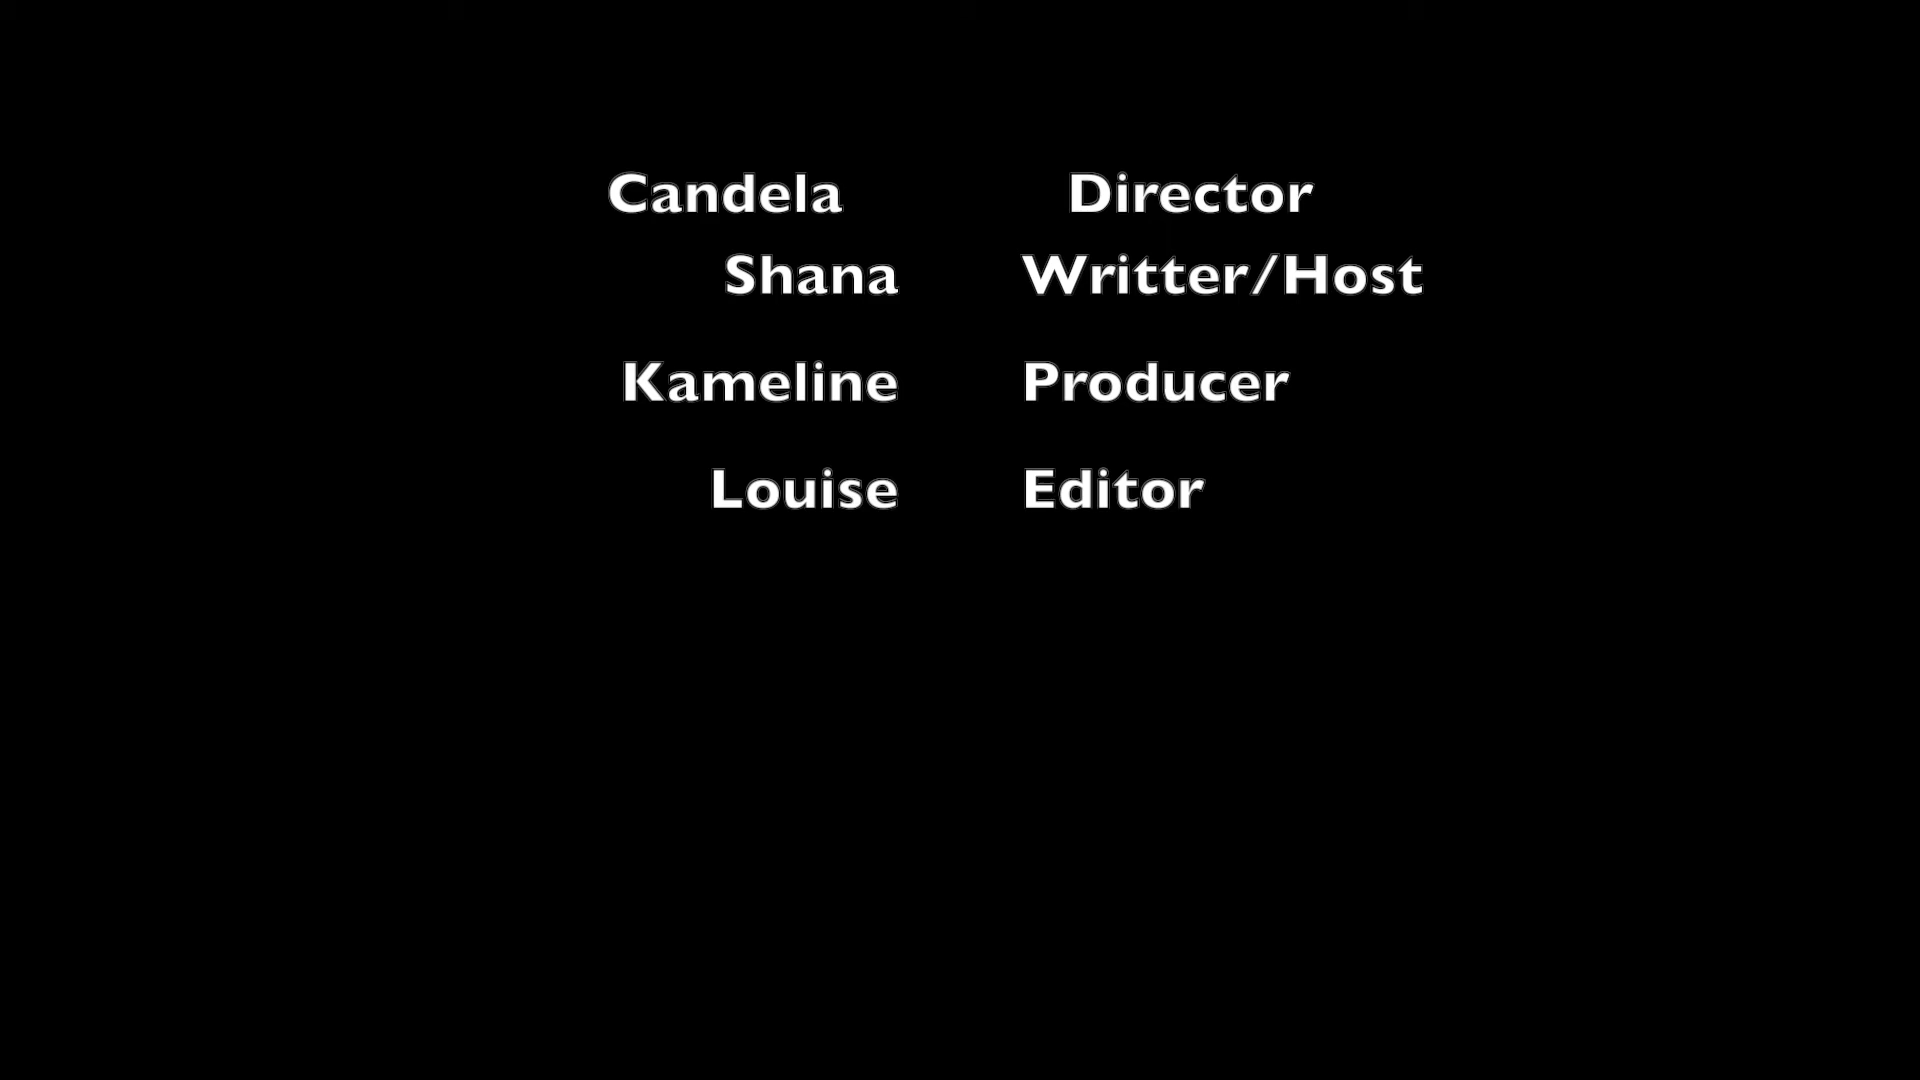 Candela Director
Shana Writter/Host
Kameline Producer
Louise Editor